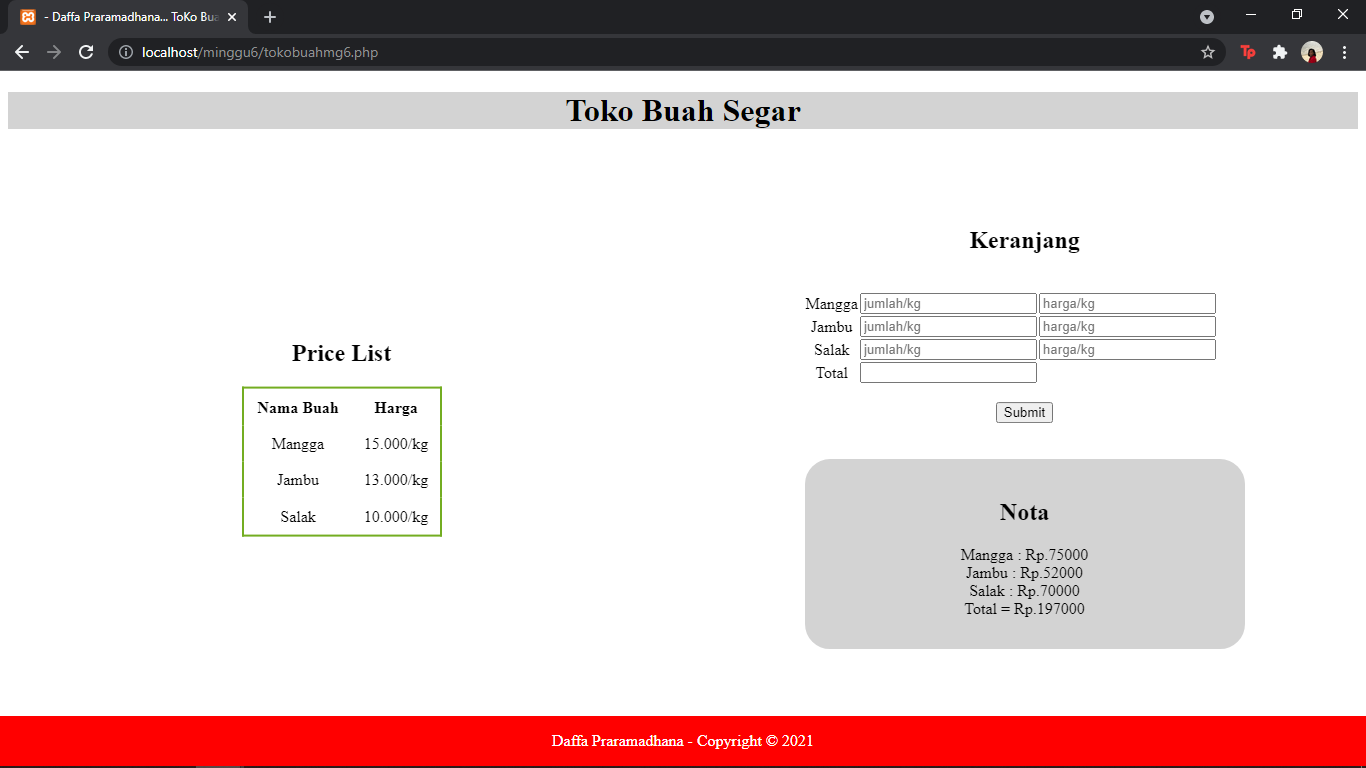 - Daffa Praramadhana... ToKo Bua
localhost/minggu6/tokobuahmg6.php
Tp
Toko Buah Segar
Price List
Nama Buah Harga
Mangga 15.000/kg
Jambu 13.000/kg
Salak 10.000/kg
Keranjang
Mangga jumlah/kg harga/kg
Jambu jumlah/kg harga/kg
Salak jumlah/kg harga/kg
Total
Submit
Nota
Mangga : Rp.75000
Jambu : Rp.52000
Salak : Rp.70000
Total = Rp.197000
Daffa Praramadhana - Copyright © 2021